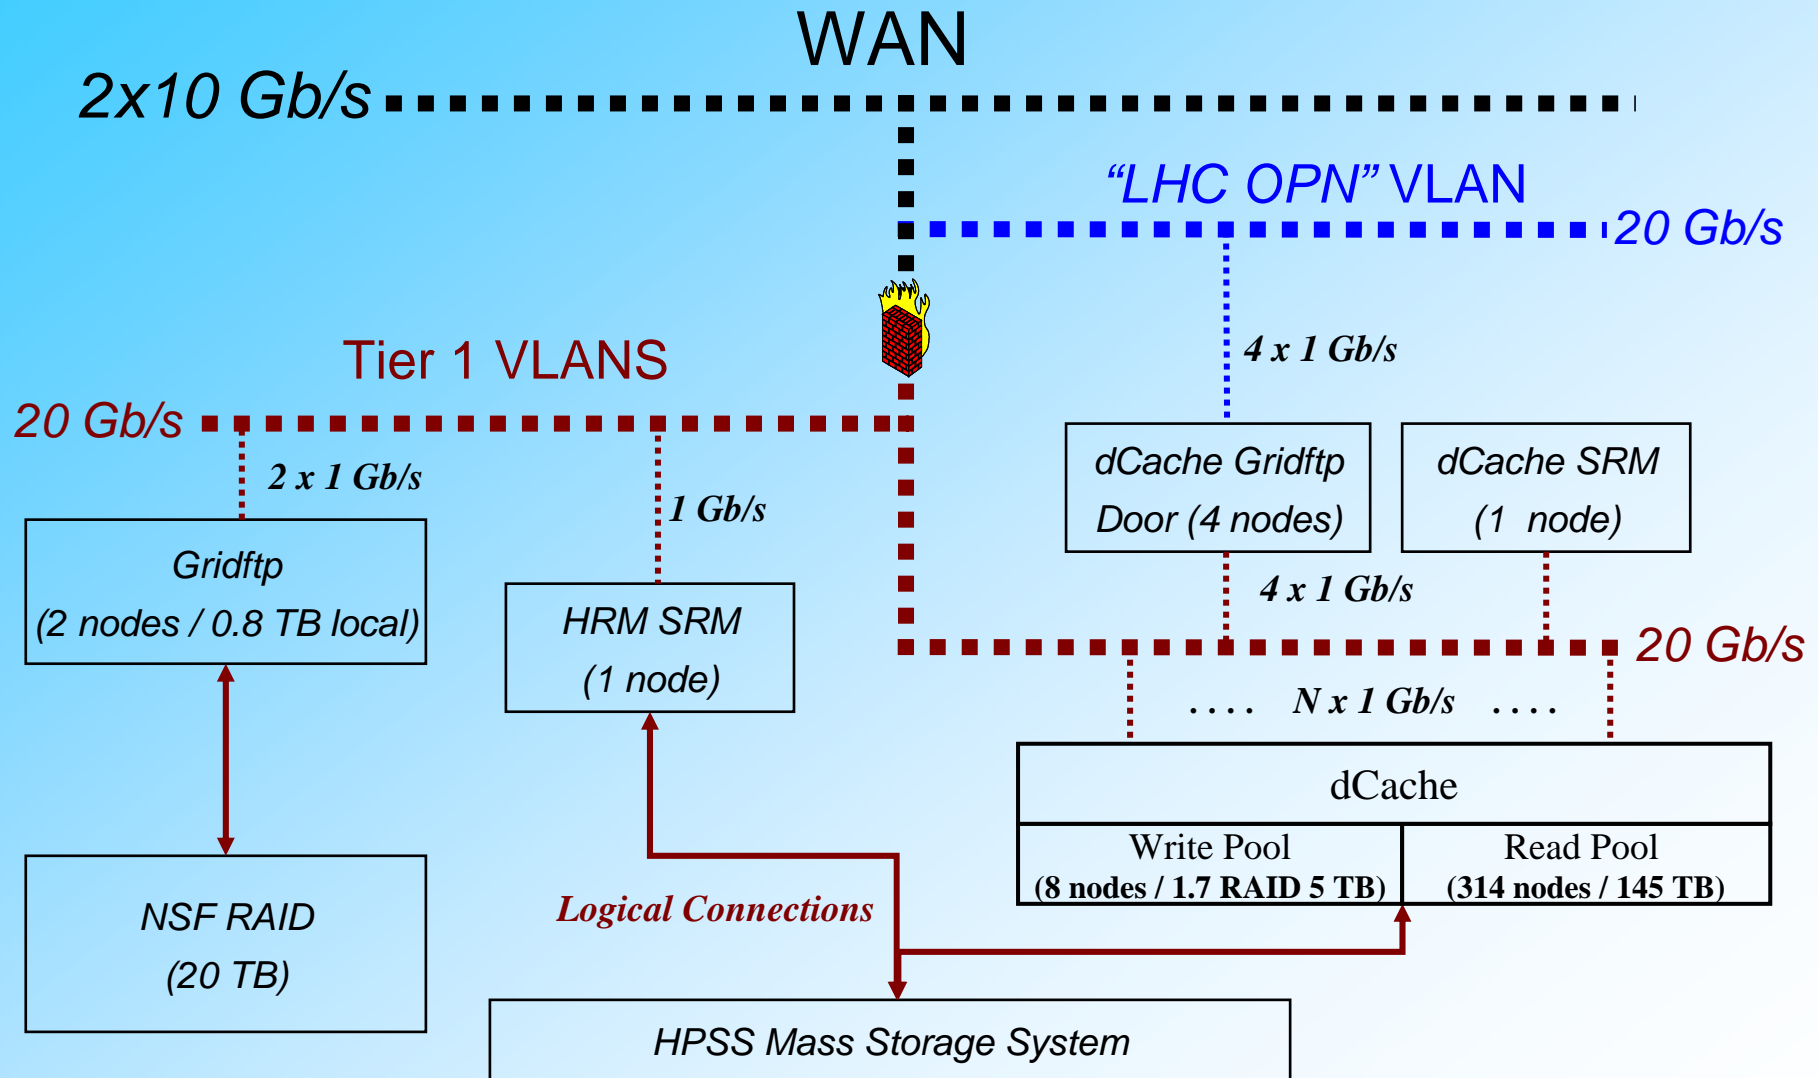 WAN
2x10 Gb/s
“LHC OPN” VLAN
20 Gb/s
4 x 1 Gb/s
Tier 1 VLANS
20 Gb/s
2 x 1 Gb/s
1 Gb/s
dCache Gridftp
Door (4 nodes)
dCache SRM
(1 node)
Gridftp
(2 nodes / 0.8 TB local)
HRM SRM
(1 node)
4 x 1 Gb/s
20 Gb/s
. . . . N x 1 Gb/s . . . .
dCache
Write Pool
(8 nodes / 1.7 RAID 5 TB)
Read Pool
(314 nodes / 145 TB)
Logical Connections
NSF RAID
(20 TB)
HPSS Mass Storage System